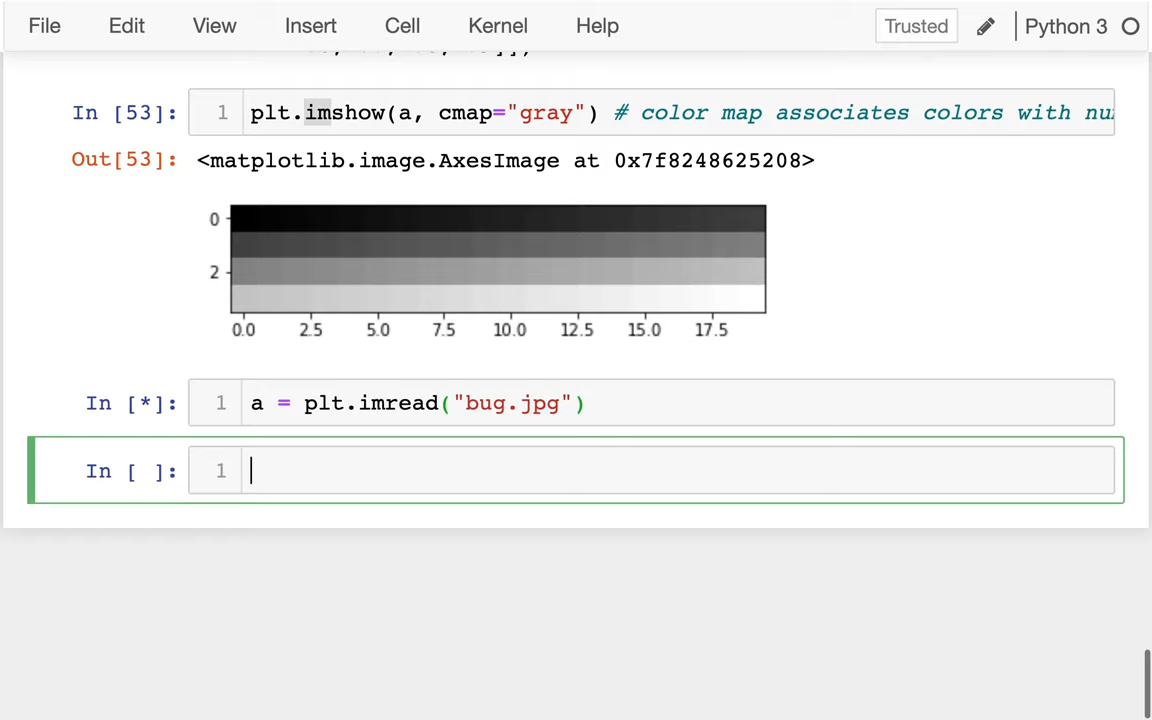 File Edit View Insert Cell Kernel Help Trusted Python 3
In [53]: 1 plt.imshow(a, cmap="gray") # color map associates colors with
Out[53]: <matplotlib.image.AxesImage at 0x7f8248625208>
0
2
0.0 2.5 5.0 7.5 10.0 12.5 15.0 17.5
In [*]: 1 a = plt.imread("bug.jpg")
In [ ]: 1